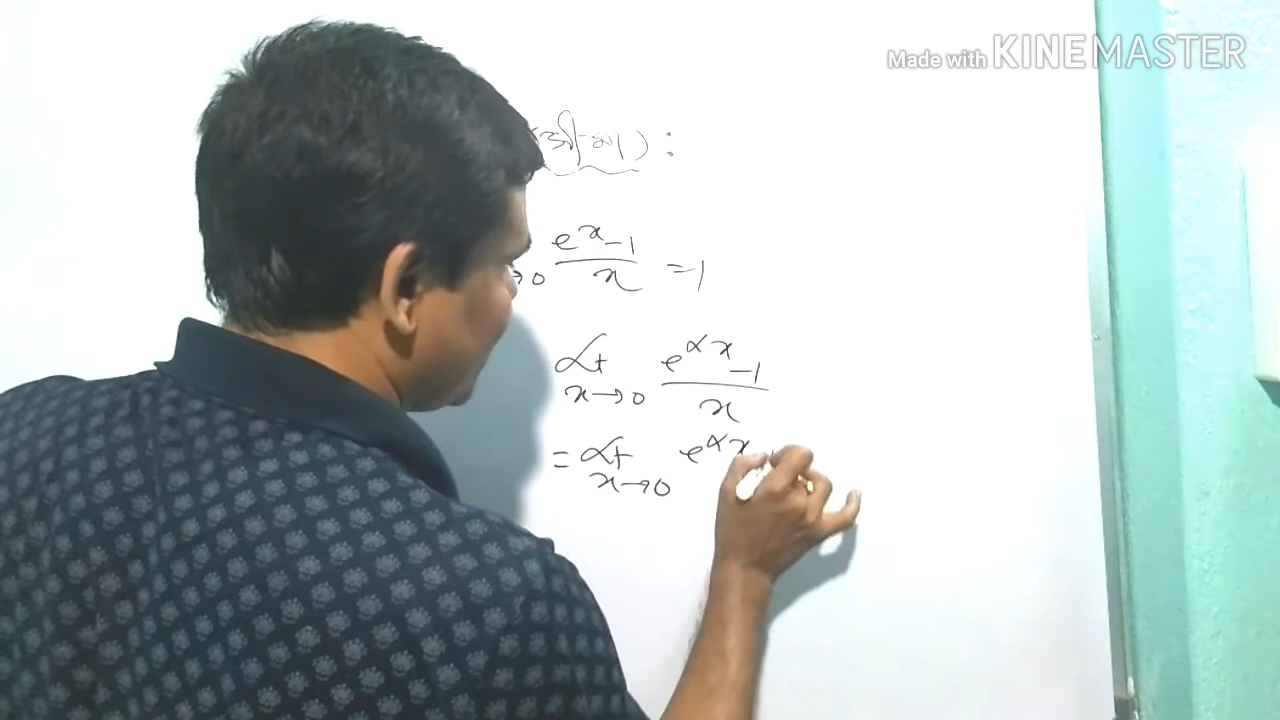 Made with KINEMASTER
(সীমা) :
→0 e^x-1/x =1
Lt x→0 e^αx-1/x
= Lt x→0 e^αx